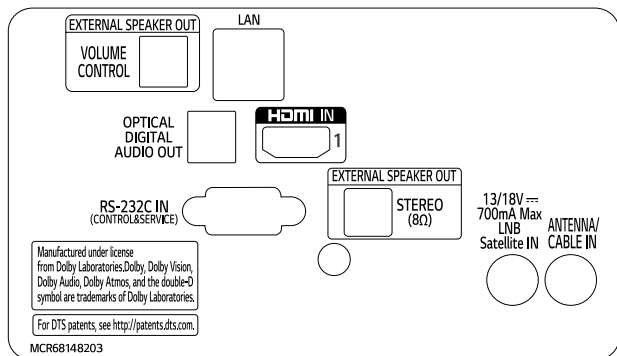 EXTERNAL SPEAKER OUT
VOLUME
CONTROL
LAN
OPTICAL
DIGITAL
AUDIO OUT
HDMI IN
1
EXTERNAL SPEAKER OUT
STEREO
(8Ω)
RS-232C IN
(CONTROL&SERVICE)
13/18V ⎓
700mA Max
LNB
Satellite IN
ANTENNA/
CABLE IN
Manufactured under license
from Dolby Laboratories.Dolby, Dolby Vision,
Dolby Audio, Dolby Atmos, and the double-D
symbol are trademarks of Dolby Laboratories.
For DTS patents, see http://patents.dts.com.
MCR68148203